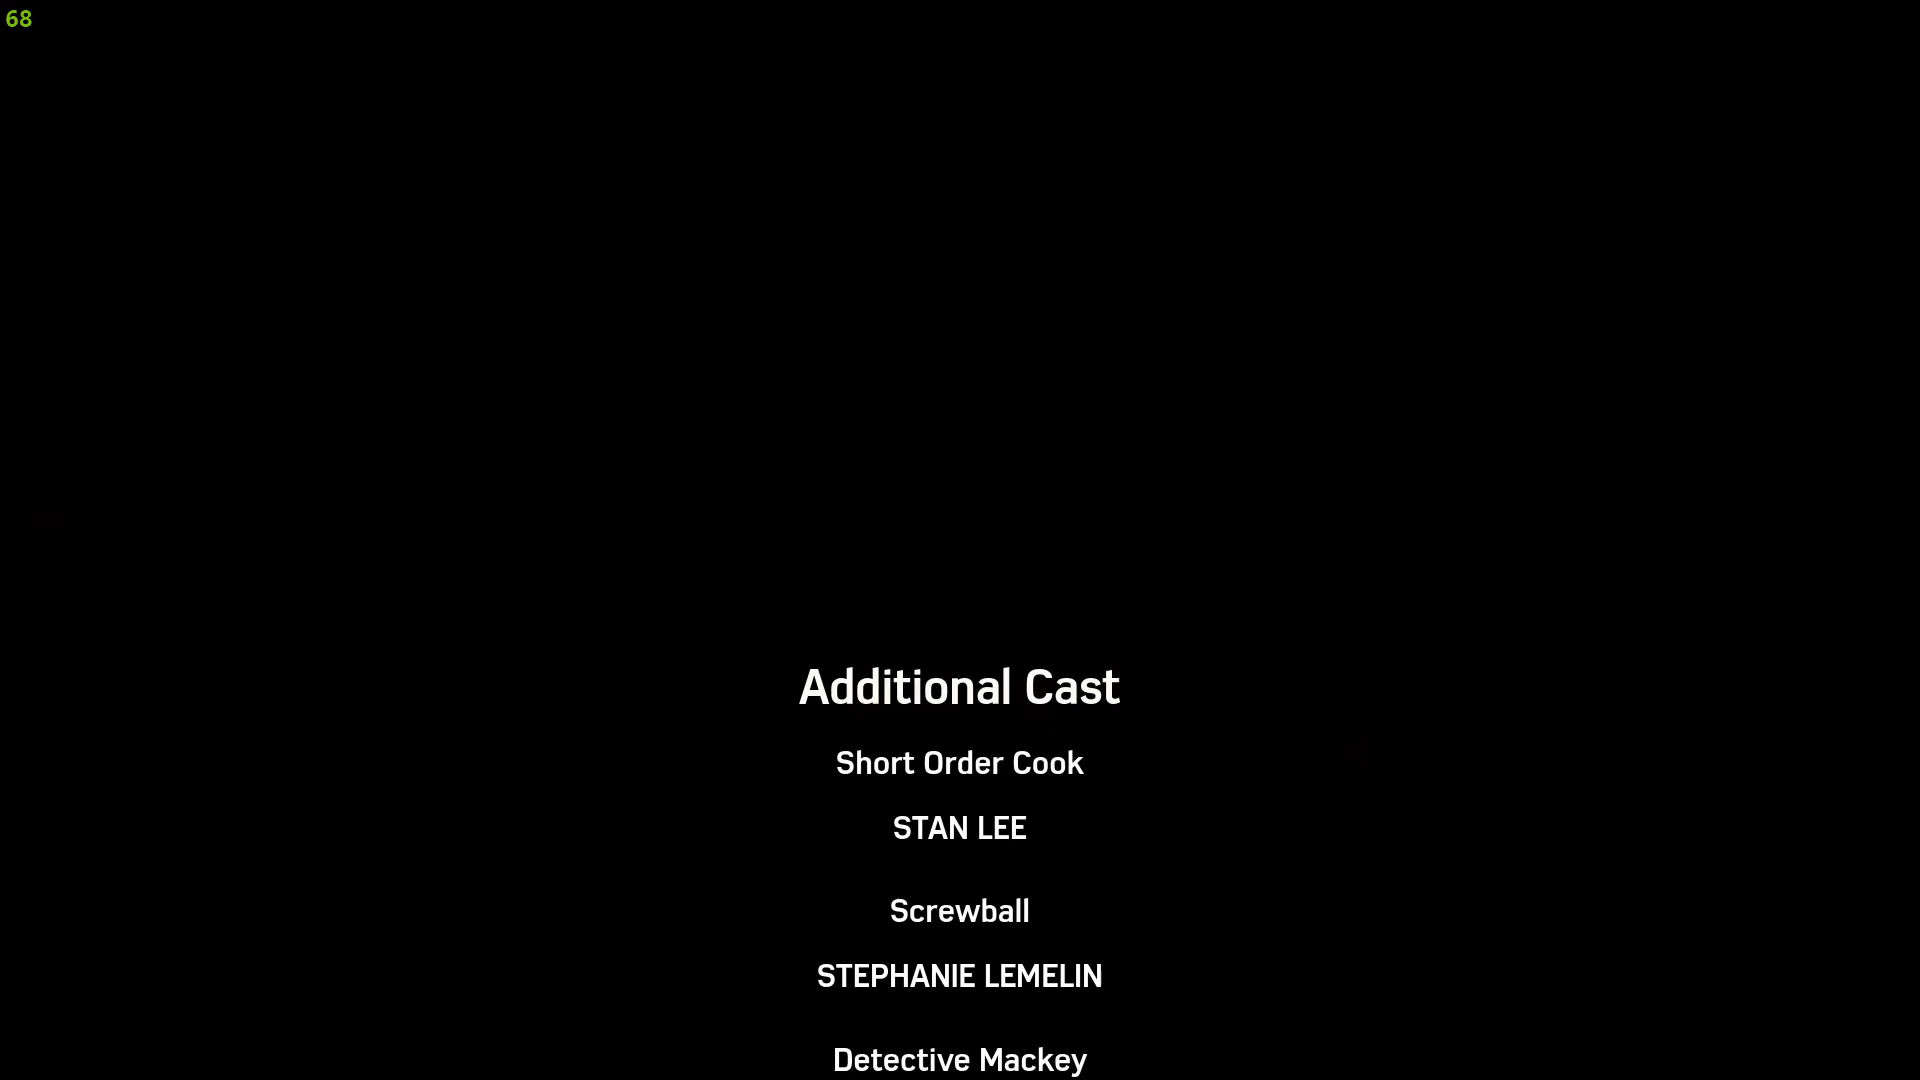 68
Additional Cast
Short Order Cook
STAN LEE
Screwball
STEPHANIE LEMELIN
Detective Mackey